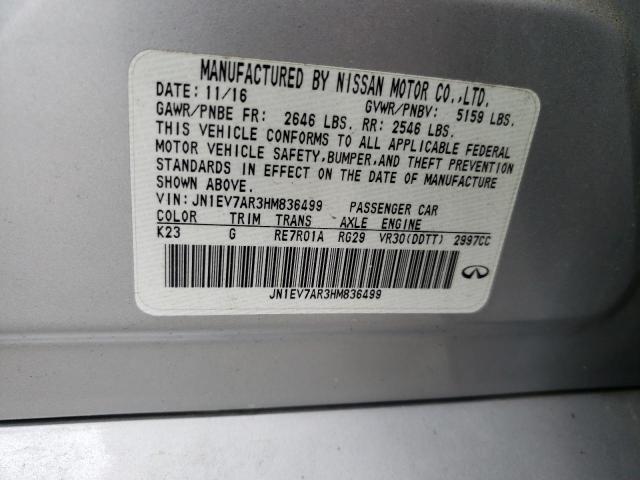 MANUFACTURED BY NISSAN MOTOR CO.,LTD.
DATE: 11/16 GVWR/PNBV: 5159 LBS.
GAWR/PNBE FR: 2646 LBS. RR: 2546 LBS.
THIS VEHICLE CONFORMS TO ALL APPLICABLE FEDERAL
MOTOR VEHICLE SAFETY,BUMPER,AND THEFT PREVENTION
STANDARDS IN EFFECT ON THE DATE OF MANUFACTURE
SHOWN ABOVE.
VIN: JN1EV7AR3HM836499 PASSENGER CAR
COLOR TRIM TRANS AXLE ENGINE
K23 G RE7R01A RG29 VR30(DDTT) 2997CC
JN1EV7AR3HM836499